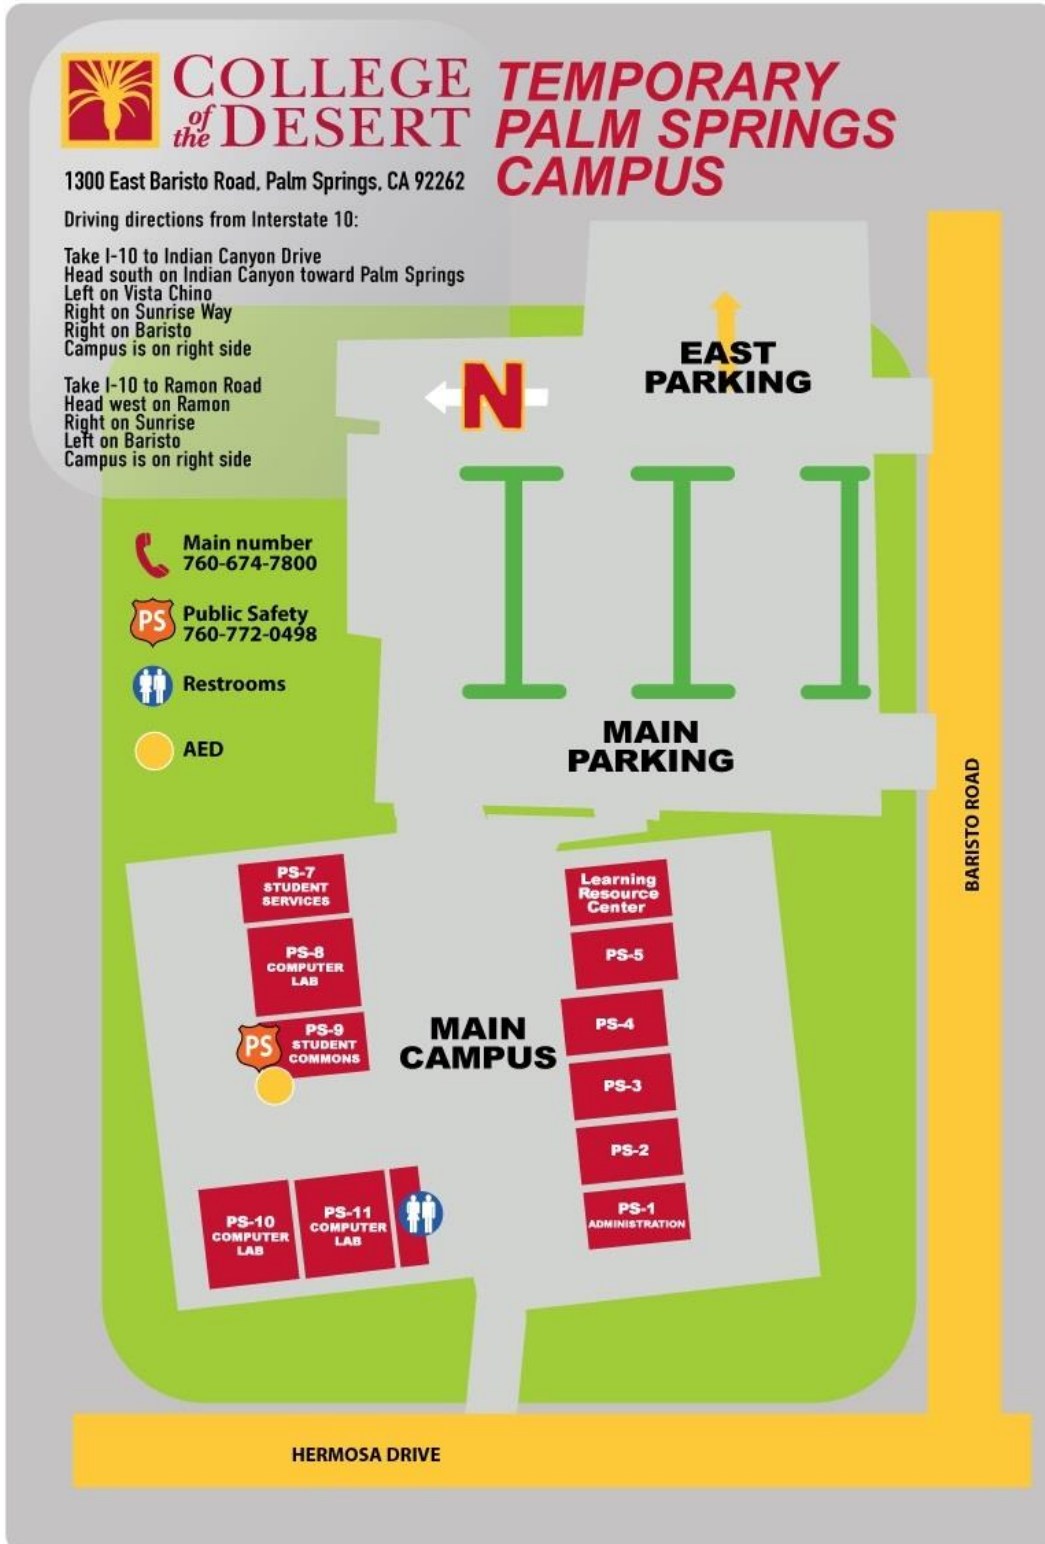 COLLEGE
of
the DESERT
TEMPORARY
PALM SPRINGS
CAMPUS
1300 East Baristo Road, Palm Springs, CA 92262
Driving directions from Interstate 10:
Take I-10 to Indian Canyon Drive
Head south on Indian Canyon toward Palm Springs
Left on Vista Chino
Right on Sunrise Way
Right on Baristo
Campus is on right side
Take I-10 to Ramon Road
Head west on Ramon
Right on Sunrise
Left on Baristo
Campus is on right side
EAST
PARKING
N
Main number
760-674-7800
PS
Public Safety
760-772-0498
Restrooms
AED
MAIN
PARKING
BARISTO ROAD
PS-7
STUDENT
SERVICES
PS-8
COMPUTER
LAB
PS
PS-9
STUDENT
COMMONS
MAIN
CAMPUS
Learning
Resource
Center
PS-5
PS-4
PS-3
PS-2
PS-1
ADMINISTRATION
PS-10
COMPUTER
LAB
PS-11
COMPUTER
LAB
HERMOSA DRIVE